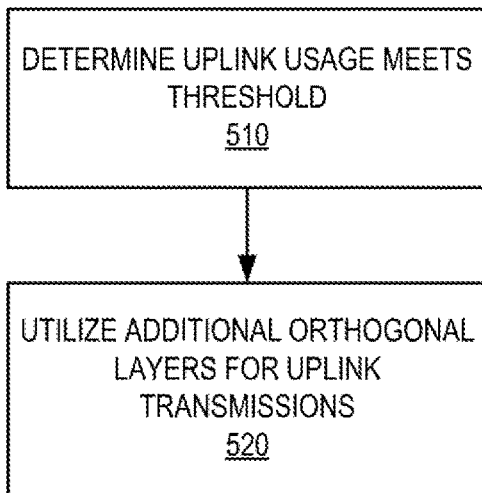 DETERMINE UPLINK USAGE MEETS
THRESHOLD
510
UTILIZE ADDITIONAL ORTHOGONAL
LAYERS FOR UPLINK
TRANSMISSIONS
520